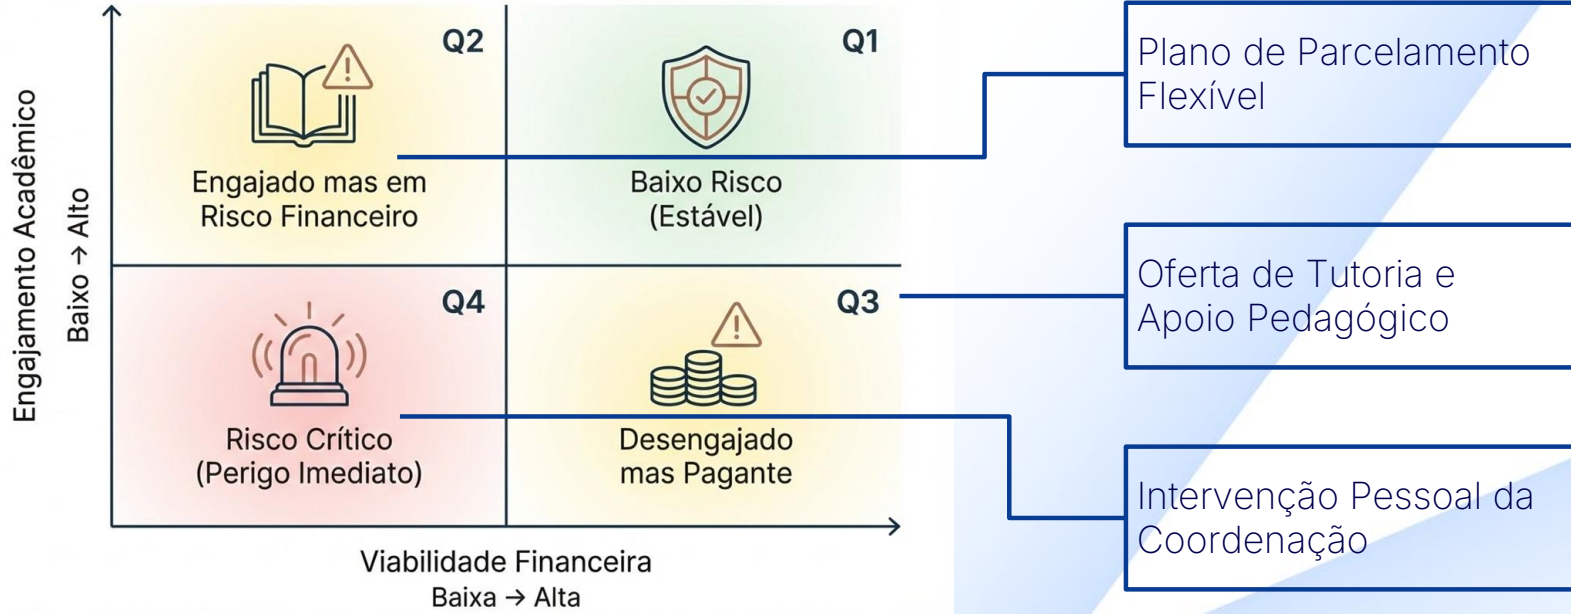 Engajamento Acadêmico
Baixo → Alto
Q2
Engajado mas em
Risco Financeiro
Q1
Baixo Risco
(Estável)
Q4
Risco Crítico
(Perigo Imediato)
Q3
Desengajado
mas Pagante
Viabilidade Financeira
Baixa → Alta
Plano de Parcelamento
Flexível
Oferta de Tutoria e
Apoio Pedagógico
Intervenção Pessoal da
Coordenação